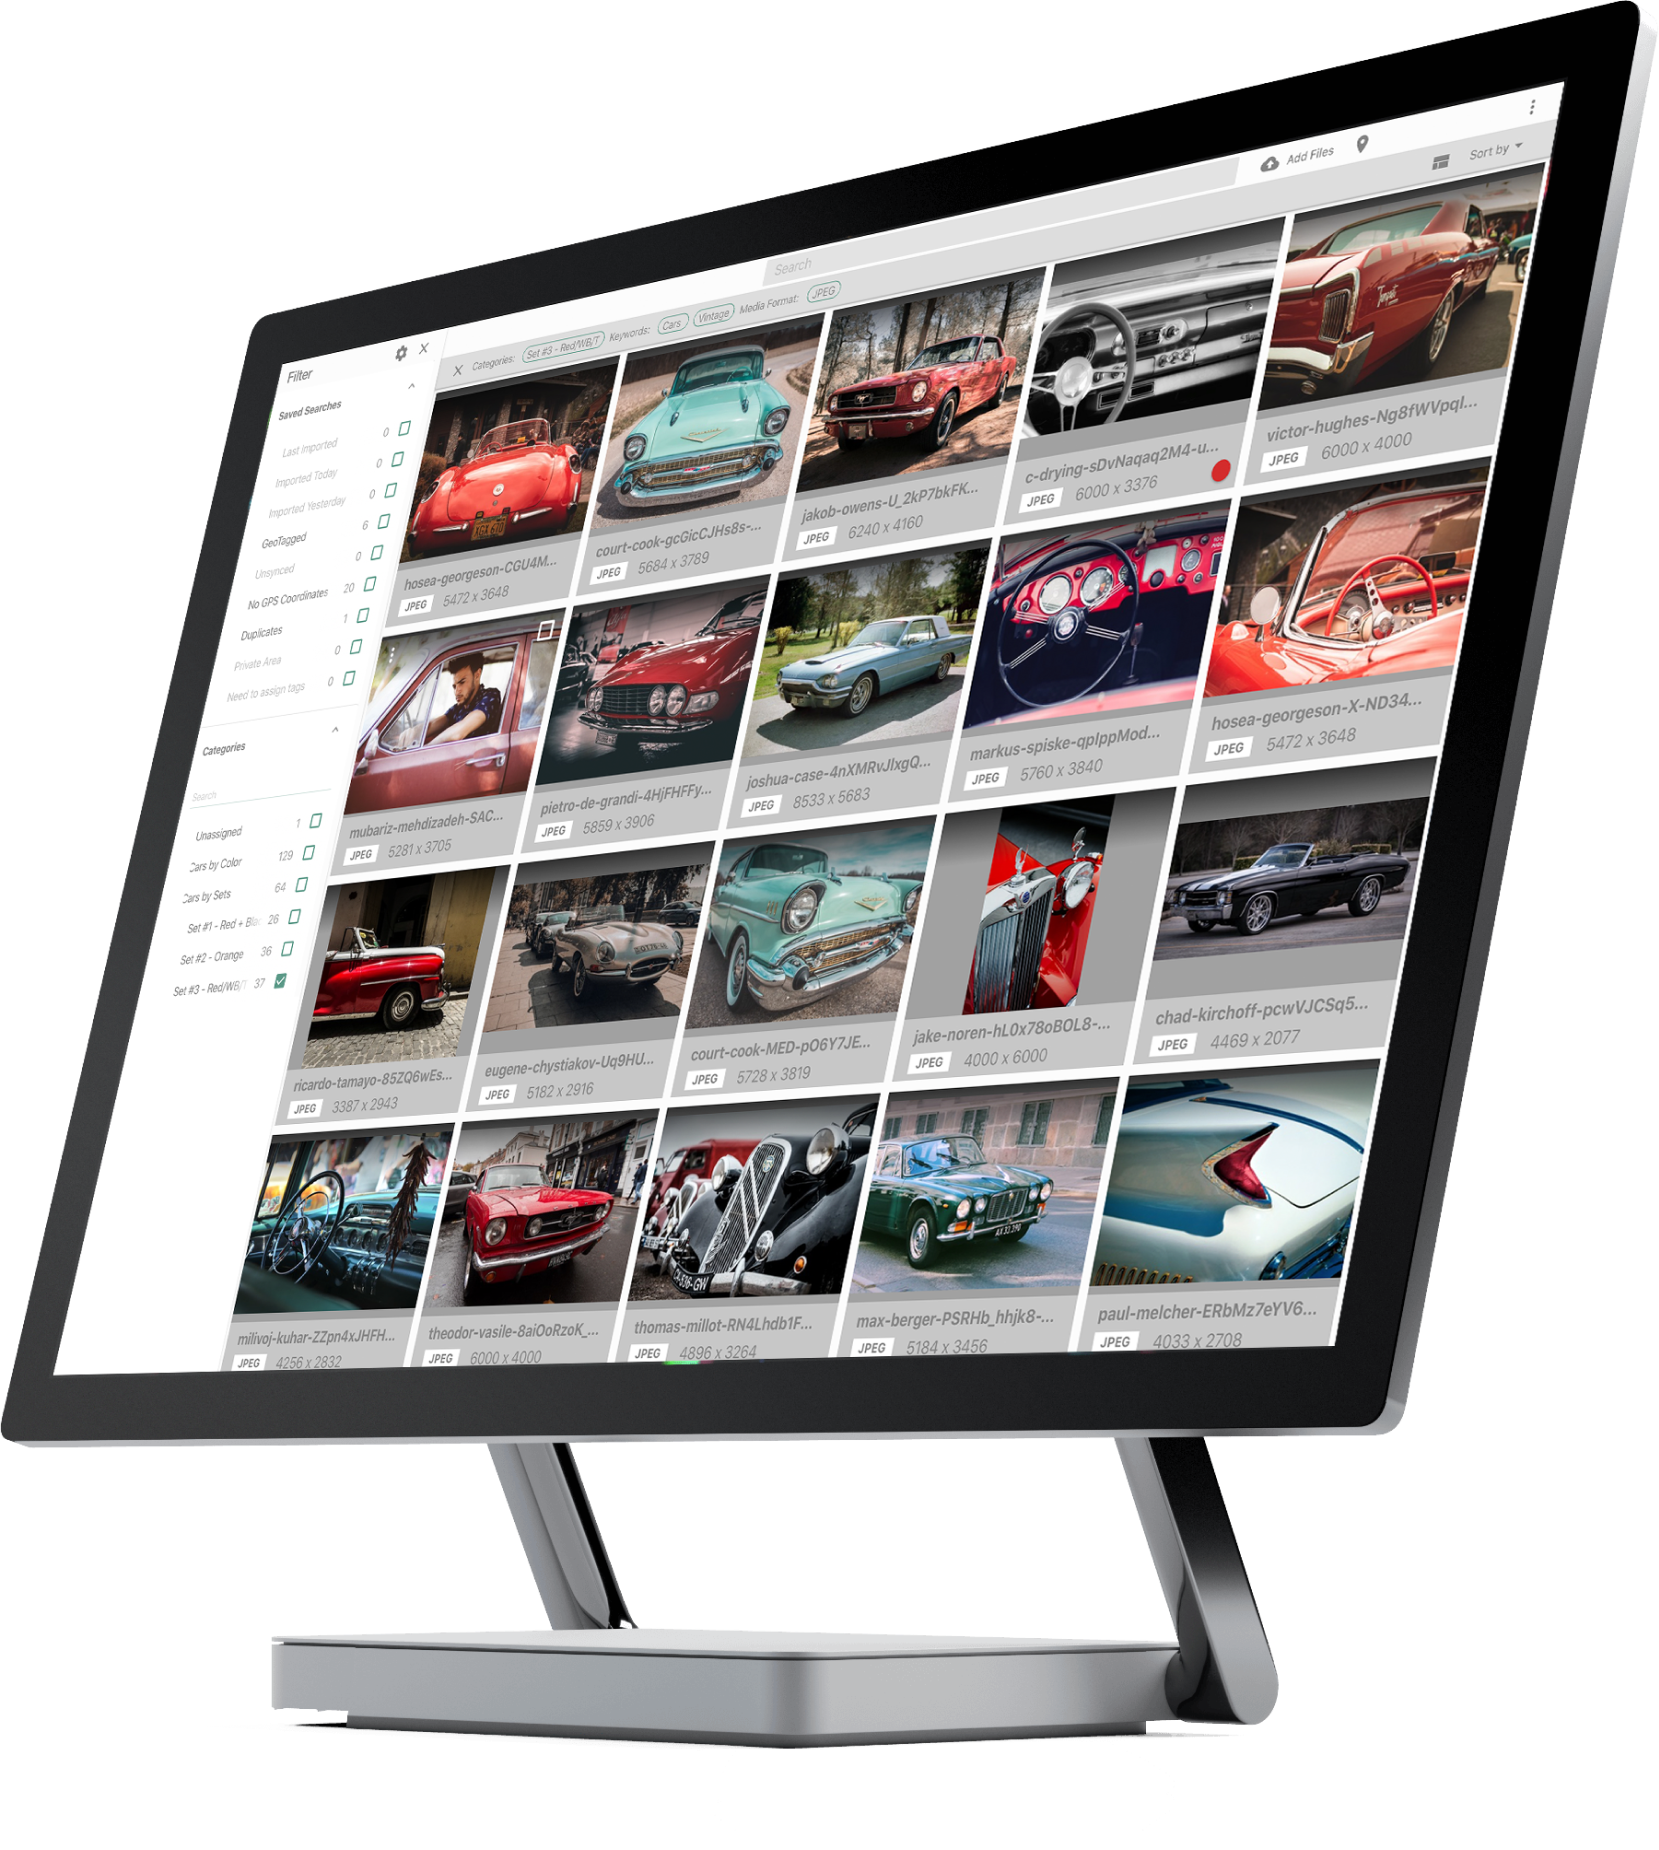 Add Files
Sort by
Search
Categories: Set #3 - Red/WB/T Keywords: Cars Vintage Media Format: JPEG
Filter
Saved Searches
Last Imported 0
Imported Today 0
Imported Yesterday 0
GeoTagged 6
Unsynced 0
No GPS Coordinates 20
Duplicates 1
Private Area 0
Need to assign tags 0
Categories
Search
Unassigned 1
Cars by Color 129
Cars by Sets 64
Set #1 - Red + Bla 26
Set #2 - Orange 36
Set #3 - Red/WB/T 37
hosea-georgeson-CGU4M...
JPEG 5472 x 3648
court-cook-gcGicCJHs8s-...
JPEG 5684 x 3789
jakob-owens-U_2kP7bkFK...
JPEG 6240 x 4160
c-drying-sDvNaqaq2M4-u...
JPEG 6000 x 3376
victor-hughes-Ng8fWVpqI...
JPEG 6000 x 4000
mubariz-mehdizadeh-SAC...
JPEG 5281 x 3705
pietro-de-grandi-4HjFHFFy...
JPEG 5859 x 3906
joshua-case-4nXMRvJlxgQ...
JPEG 8533 x 5683
markus-spiske-qpIppMod...
JPEG 5760 x 3840
hosea-georgeson-X-ND34...
JPEG 5472 x 3648
ricardo-tamayo-85ZQ6wEs...
JPEG 3387 x 2943
eugene-chystiakov-Uq9HU...
JPEG 5182 x 2916
court-cook-MED-pO6Y7JE...
JPEG 5728 x 3819
jake-noren-hL0x78oBOL8-...
JPEG 4000 x 6000
chad-kirchoff-pcwVJCSq5...
JPEG 4469 x 2077
milivoj-kuhar-ZZpn4xJHFH...
JPEG 4256 x 2832
theodor-vasile-8aiOoRzoK_...
JPEG 6000 x 4000
thomas-millot-RN4Lhdb1F...
JPEG 4896 x 3264
max-berger-PSRHb_hhjk8-...
JPEG 5184 x 3456
paul-melcher-ERbMz7eYV6...
JPEG 4033 x 2708